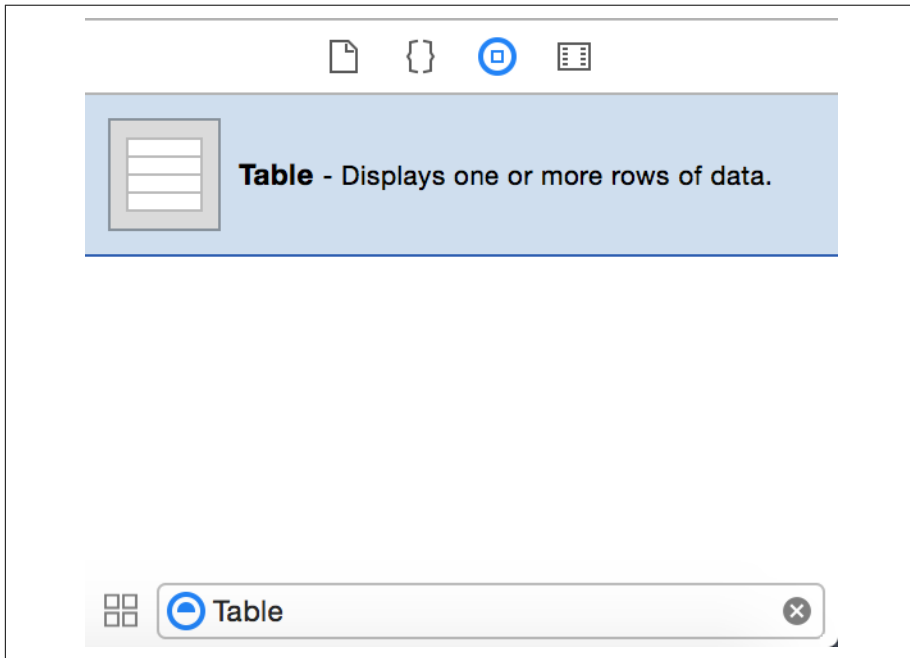 Table - Displays one or more rows of data.
Table